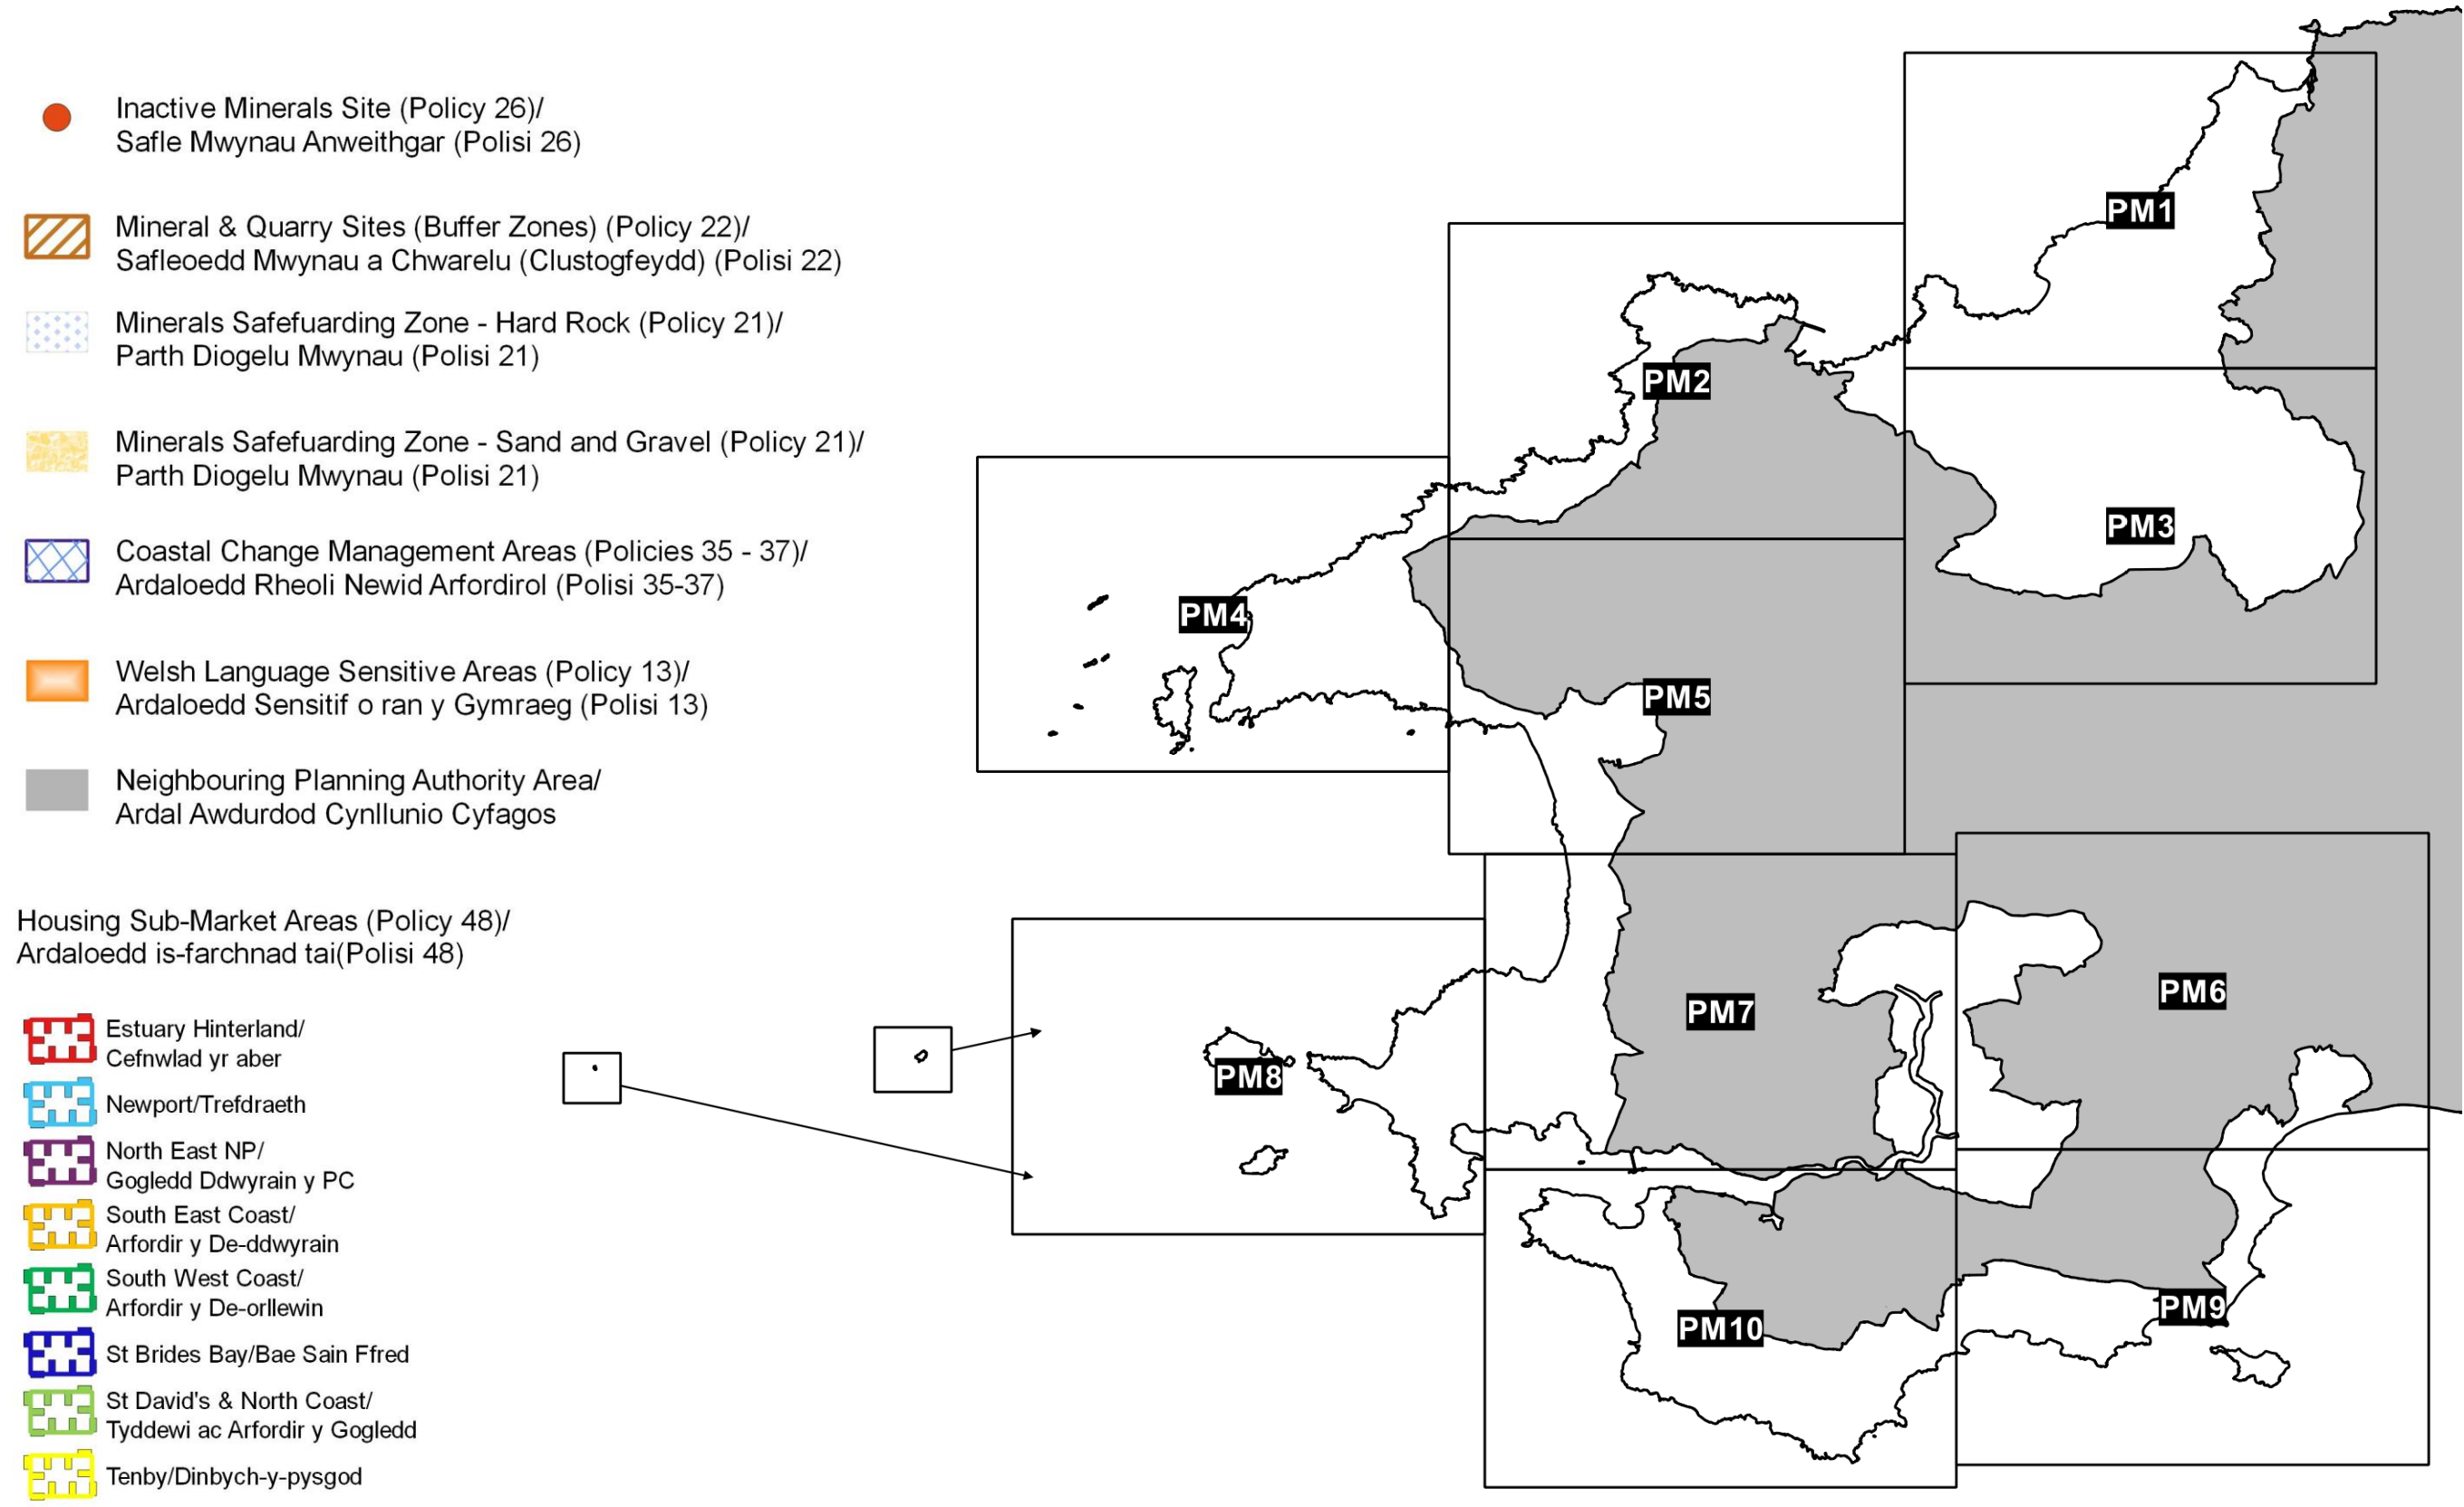 Inactive Minerals Site (Policy 26)/
Safle Mwynau Anweithgar (Polisi 26)
Mineral & Quarry Sites (Buffer Zones) (Policy 22)/
Safleoedd Mwynau a Chwarelu (Clustogfeydd) (Polisi 22)
Minerals Safefuarding Zone - Hard Rock (Policy 21)/
Parth Diogelu Mwynau (Polisi 21)
Minerals Safefuarding Zone - Sand and Gravel (Policy 21)/
Parth Diogelu Mwynau (Polisi 21)
Coastal Change Management Areas (Policies 35 - 37)/
Ardaloedd Rheoli Newid Arfordirol (Polisi 35-37)
Welsh Language Sensitive Areas (Policy 13)/
Ardaloedd Sensitif o ran y Gymraeg (Polisi 13)
Neighbouring Planning Authority Area/
Ardal Awdurdod Cynllunio Cyfagos
Housing Sub-Market Areas (Policy 48)/
Ardaloedd is-farchnad tai(Polisi 48)
Estuary Hinterland/
Cefnwlad yr aber
Newport/Trefdraeth
North East NP/
Gogledd Ddwyrain y PC
South East Coast/
Arfordir y De-ddwyrain
South West Coast/
Arfordir y De-orllewin
St Brides Bay/Bae Sain Ffred
St David's & North Coast/
Tyddewi ac Arfordir y Gogledd
Tenby/Dinbych-y-pysgod
PM1
PM2
PM3
PM4
PM5
PM6
PM7
PM8
PM9
PM10